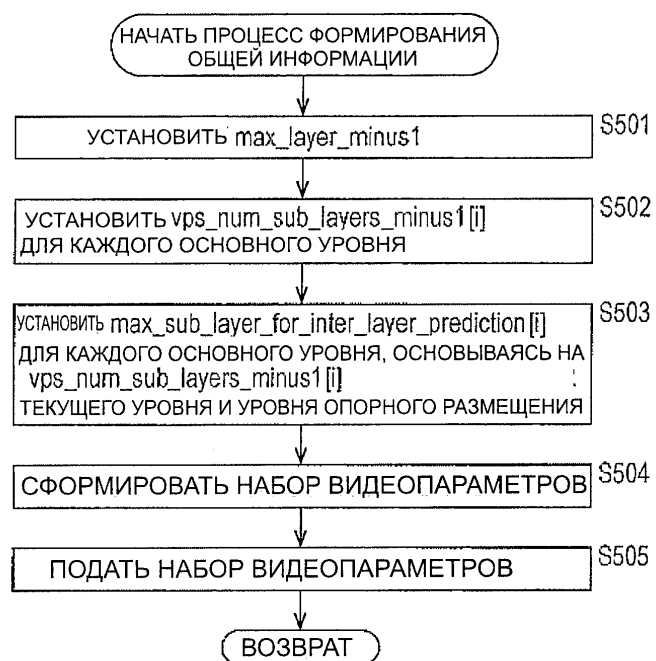 НАЧАТЬ ПРОЦЕСС ФОРМИРОВАНИЯ
ОБЩЕЙ ИНФОРМАЦИИ
УСТАНОВИТЬ max_layer_minus1
S501
УСТАНОВИТЬ vps_num_sub_layers_minus1[i]
ДЛЯ КАЖДОГО ОСНОВНОГО УРОВНЯ
S502
УСТАНОВИТЬ max_sub_layer_for_inter_layer_prediction[i]
ДЛЯ КАЖДОГО ОСНОВНОГО УРОВНЯ, ОСНОВЫВАЯСЬ НА
vps_num_sub_layers_minus1[i]
ТЕКУЩЕГО УРОВНЯ И УРОВНЯ ОПОРНОГО РАЗМЕЩЕНИЯ
S503
СФОРМИРОВАТЬ НАБОР ВИДЕОПАРАМЕТРОВ
S504
ПОДАТЬ НАБОР ВИДЕОПАРАМЕТРОВ
S505
ВОЗВРАТ